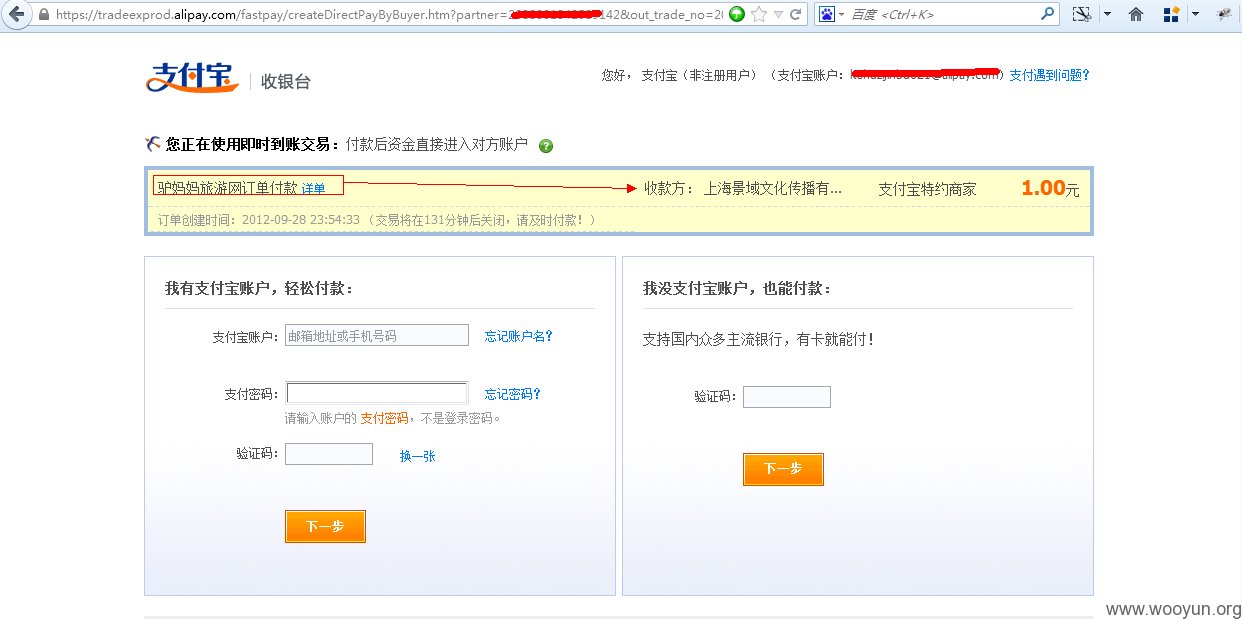 https://tradeexprod.alipay.com/fastpay/createDirectPayByBuyer.htm?partner=2 142&out_trade_no=20
百度 <Ctrl+K>
支付宝 收银台
您好， 支付宝（非注册用户） （支付宝账户： ） 支付遇到问题？
您正在使用即时到账交易：付款后资金直接进入对方账户 ?
驴妈妈旅游网订单付款 详单 收款方： 上海景域文化传播有... 支付宝特约商家 1.00元
订单创建时间：2012-09-28 23:54:33 （交易将在131分钟后关闭，请及时付款！）
我有支付宝账户，轻松付款：
支付宝账户： 邮箱地址或手机号码 忘记账户名？
支付密码： 忘记密码？
请输入账户的 支付密码，不是登录密码。
验证码： 换一张
下一步
我没支付宝账户，也能付款：
支持国内众多主流银行，有卡就能付！
验证码：
下一步
www.wooyun.org